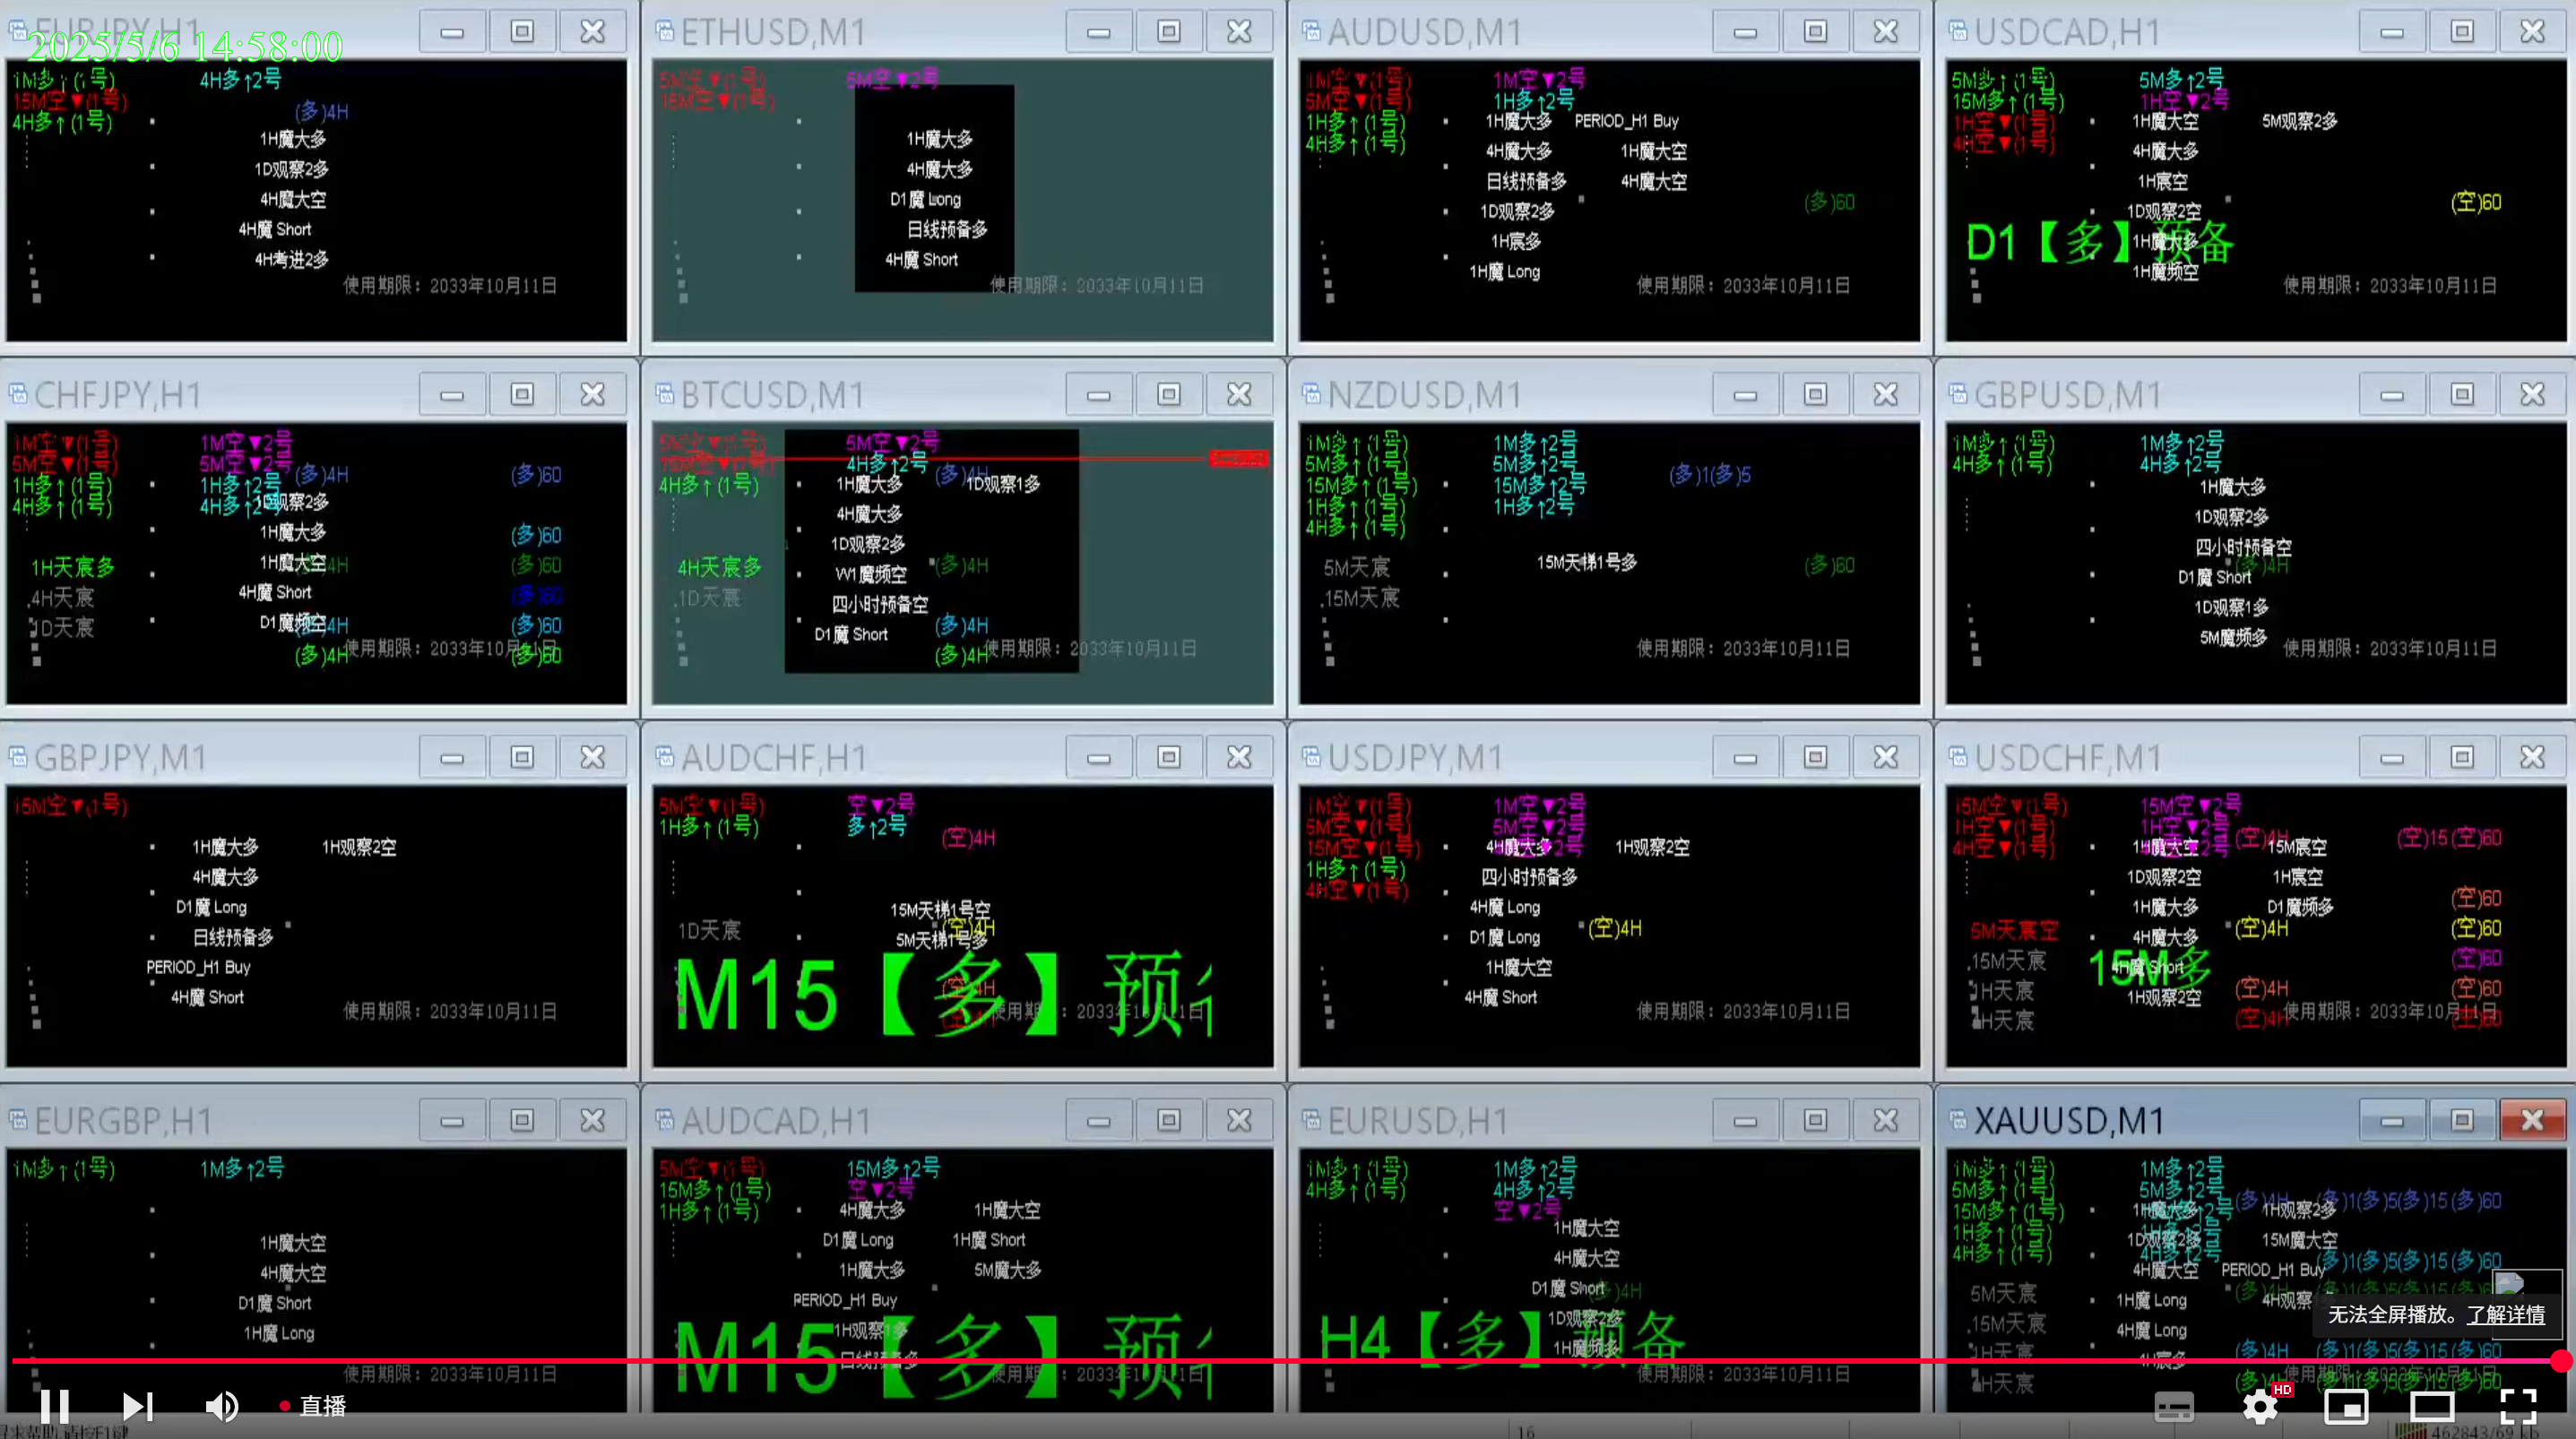 EURJPY,H1
2025/5/6 14:58:00
1M多↑(1号)
4H多↑2号
15M空▼(1号)
(多)4H
4H多↑(1号)
1H魔大多
1D观察2多
4H魔大空
4H魔 Short
4H考进2多
使用期限：2033年10月11日
ETHUSD,M1
5M空▼(1号)
5M空▼2号
15M空▼(1号)
1H魔大多
4H魔大多
D1魔 Long
日线预备多
4H魔 Short
使用期限：2033年10月11日
AUDUSD,M1
1M空▼(1号)
1M空▼2号
5M空▼(1号)
1H多↑2号
1H多↑(1号)
1H魔大多
PERIOD_H1 Buy
4H多↑(1号)
4H魔大多
1H魔大空
日线预备多
4H魔大空
(多)60
1D观察2多
1H宸多
1H魔 Long
使用期限：2033年10月11日
USDCAD,H1
5M多↑(1号)
5M多↑2号
15M多↑(1号)
1H空▼2号
1H空▼(1号)
1H魔大空
5M观察2多
4H空▼(1号)
4H魔大多
1H宸空
(空)60
1D观察2空
D1【多】预备
1H魔大多
1H魔频空
使用期限：2033年10月11日
CHFJPY,H1
1M空▼(1号)
1M空▼2号
5M空▼(1号)
5M空▼2号
(多)4H
(多)60
1H多↑(1号)
1H多↑2号
4H多↑(1号)
4H多↑2号
1D观察2多
1H魔大多
(多)60
1H天宸多
1H魔大空
(多)60
4H天宸
4H魔 Short
(多)60
1D天宸
D1魔频空
(多)60
(多)4H
(多)60
使用期限：2033年10月11日
BTCUSD,M1
5M空▼(1号)
5M空▼2号
15M空▼(1号)
4H多↑2号
4H多↑(1号)
1H魔大多
(多)4H
1D观察1多
4H魔大多
1D观察2多
4H天宸多
W1魔频空
(多)4H
1D天宸
四小时预备空
D1魔 Short
(多)4H
(多)4H
使用期限：2033年10月11日
NZDUSD,M1
1M多↑(1号)
1M多↑2号
5M多↑(1号)
5M多↑2号
(多)1(多)5
15M多↑(1号)
15M多↑2号
1H多↑(1号)
1H多↑2号
4H多↑(1号)
5M天宸
15M天梯1号多
(多)60
15M天宸
使用期限：2033年10月11日
GBPUSD,M1
1M多↑(1号)
1M多↑2号
4H多↑(1号)
4H多↑2号
1H魔大多
1D观察2多
四小时预备空
(多)4H
D1魔 Short
1D观察1多
5M魔频多
使用期限：2033年10月11日
GBPJPY,M1
15M空▼(1号)
1H魔大多
1H观察2空
4H魔大多
D1魔 Long
日线预备多
PERIOD_H1 Buy
4H魔 Short
使用期限：2033年10月11日
AUDCHF,H1
5M空▼(1号)
空▼2号
1H多↑(1号)
多↑2号
(空)4H
15M天梯1号空
1D天宸
(空)4H
5M天梯1号多
M15【多】预
(空)4H
使用期限：2033年10月11日
USDJPY,M1
1M空▼(1号)
1M空▼2号
5M空▼(1号)
5M空▼2号
15M空▼(1号)
4H魔大多
1H观察2空
1H多↑(1号)
四小时预备多
4H空▼(1号)
4H魔 Long
D1魔 Long
(空)4H
1H魔大空
4H魔 Short
使用期限：2033年10月11日
USDCHF,M1
15M空▼(1号)
15M空▼2号
1H空▼(1号)
1H空▼2号
(空)4H
(空)15(空)60
4H空▼(1号)
1H魔大空
15M宸空
1D观察2空
1H宸空
1H魔大多
D1魔频多
(空)60
5M天宸空
4H魔大多
(空)4H
(空)60
15M天宸
15M多
4H魔 Short
(空)60
1H天宸
1H观察2空
(空)4H
(空)60
4H天宸
(空)4H
(空)60
使用期限：2033年10月11日
EURGBP,H1
1M多↑(1号)
1M多↑2号
1H魔大空
4H魔大空
D1魔 Short
1H魔 Long
使用期限：2033年10月11日
AUDCAD,H1
5M空▼(1号)
15M多↑2号
15M多↑(1号)
空▼2号
1H多↑(1号)
4H魔大多
1H魔大空
D1魔 Long
1H魔 Short
1H魔大多
5M魔大多
PERIOD_H1 Buy
1H观察1多
M15【多】预
日线预备多
EURUSD,H1
1M多↑(1号)
1M多↑2号
4H多↑(1号)
4H多↑2号
空▼2号
1H魔大空
4H魔大空
D1魔 Short
(多)4H
1D观察2多
H4【多】预备
1H魔频多
使用期限：2033年10月11日
XAUUSD,M1
1M多↑(1号)
1M多↑2号
5M多↑(1号)
5M多↑2号
(多)4H
(多)1(多)5(多)15(多)60
15M多↑(1号)
1H魔大多
1H观察2多
1H多↑(1号)
1D观察2多
15M魔大空
4H多↑(1号)
4H多↑2号
(多)1(多)5(多)15(多)60
4H魔大空
PERIOD_H1 Buy
5M天宸
1H魔 Long
(多)4H
4H观察
15M天宸
4H魔 Long
无法全屏播放。了解详情
1H天宸
4H宸多
(多)4H
(多)1(多)5(多)15(多)60
4H天宸
直播
HD
16